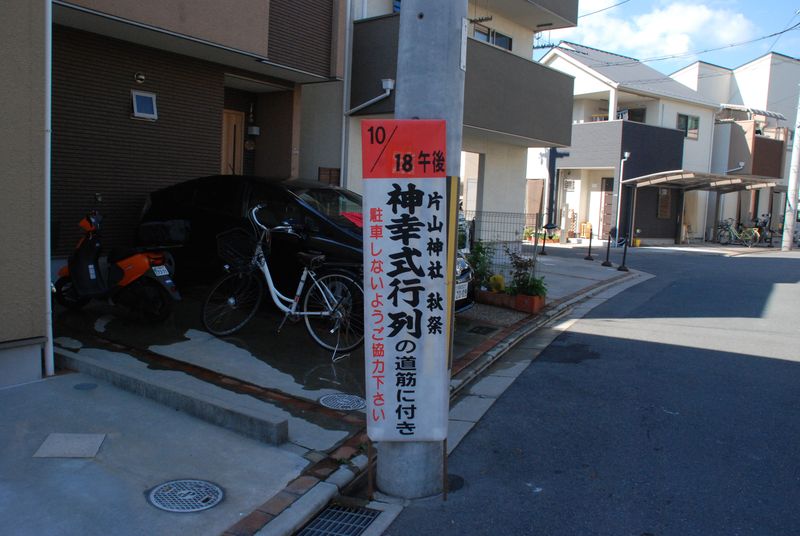 10/18午後
片山神社 秋祭
神幸式行列の道筋に付き
駐車しないようご協力下さい